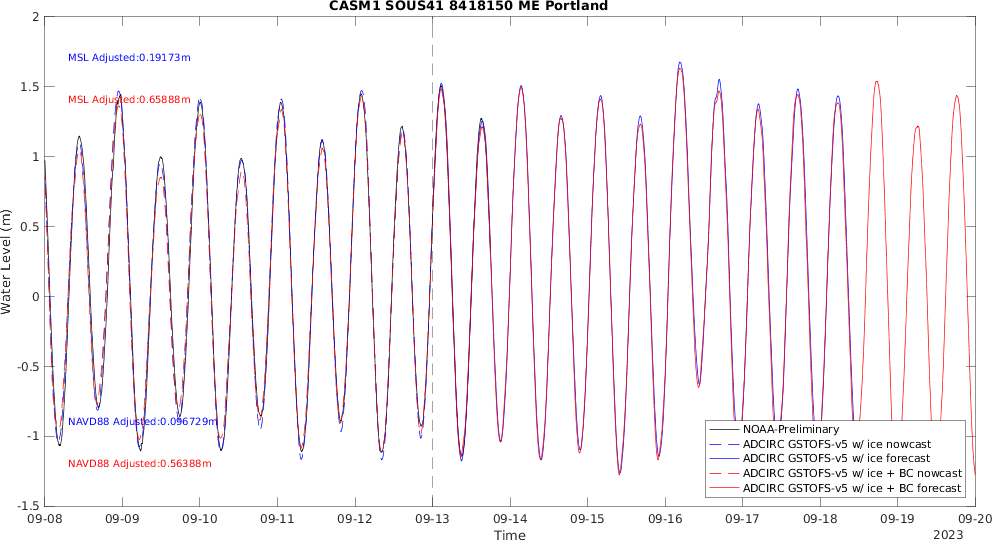 CASM1 SOUS41 8418150 ME Portland
2
1.5
1
0.5
0
-0.5
-1
-1.5
Water Level (m)
MSL Adjusted:0.19173m
MSL Adjusted:0.65888m
NAVD88 Adjusted:0.096729m
NAVD88 Adjusted:0.56388m
NOAA-Preliminary
ADCIRC GSTOFS-v5 w/ ice nowcast
ADCIRC GSTOFS-v5 w/ ice forecast
ADCIRC GSTOFS-v5 w/ ice + BC nowcast
ADCIRC GSTOFS-v5 w/ ice + BC forecast
09-08 09-09 09-10 09-11 09-12 09-13 09-14 09-15 09-16 09-17 09-18 09-19 09-20
Time
2023